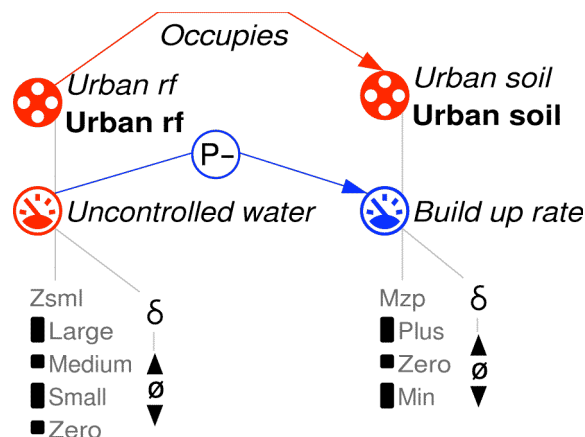 Occupies
Urban rf
Urban rf
Urban soil
Urban soil
P–
Uncontrolled water
Build up rate
Zsml
δ
Large
Medium
ø
Small
Zero
Mzp
δ
Plus
Zero
ø
Min